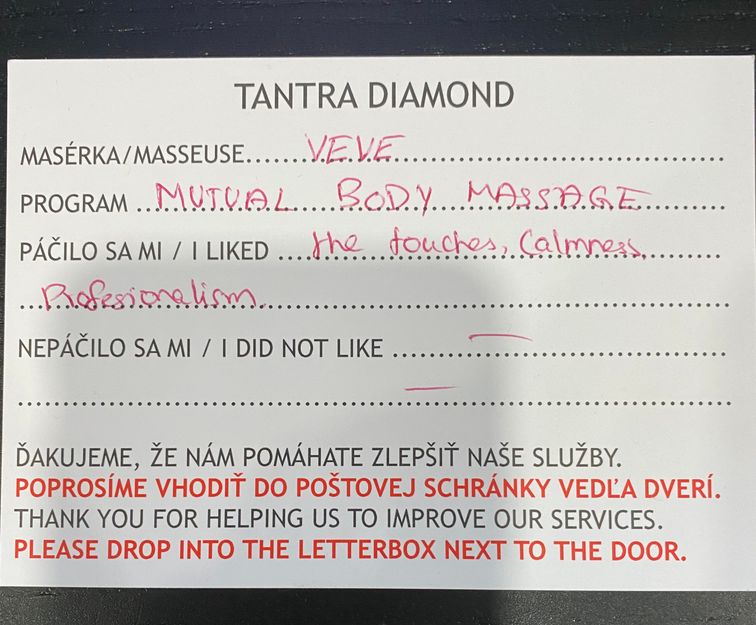 TANTRA DIAMOND
MASÉRKA/MASSEUSE......VEVE..............................
PROGRAM ...MUTUAL BODY MASSAGE.........
PÁČILO SA MI / I LIKED ....the touches, Calmness,..........
...Profesionalism.................................................
NEPÁČILO SA MI / I DID NOT LIKE ........—........................
.................................—...................................
ĎAKUJEME, ŽE NÁM POMÁHATE ZLEPŠIŤ NAŠE SLUŽBY.
POPROSÍME VHODIŤ DO POŠTOVEJ SCHRÁNKY VEDĽA DVERÍ.
THANK YOU FOR HELPING US TO IMPROVE OUR SERVICES.
PLEASE DROP INTO THE LETTERBOX NEXT TO THE DOOR.